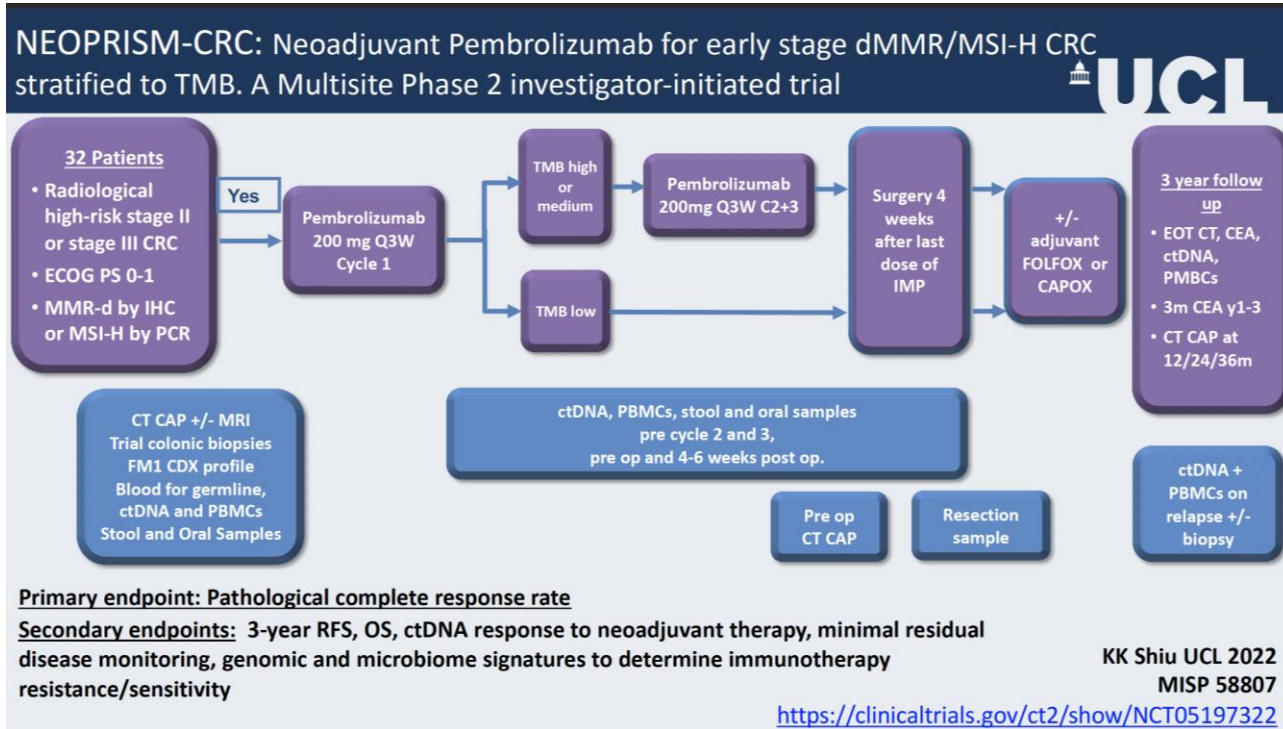 NEOPRISM-CRC: Neoadjuvant Pembrolizumab for early stage dMMR/MSI-H CRC
stratified to TMB. A Multisite Phase 2 investigator-initiated trial
UCL
32 Patients
• Radiological
high-risk stage II
or stage III CRC
• ECOG PS 0-1
• MMR-d by IHC
or MSI-H by PCR
Yes
Pembrolizumab
200 mg Q3W
Cycle 1
TMB high
or
medium
Pembrolizumab
200mg Q3W C2+3
TMB low
Surgery 4
weeks
after last
dose of
IMP
+/-
adjuvant
FOLFOX or
CAPOX
3 year follow
up
• EOT CT, CEA,
ctDNA,
PMBCs
• 3m CEA y1-3
• CT CAP at
12/24/36m
CT CAP +/- MRI
Trial colonic biopsies
FM1 CDX profile
Blood for germline,
ctDNA and PBMCs
Stool and Oral Samples
ctDNA, PBMCs, stool and oral samples
pre cycle 2 and 3,
pre op and 4-6 weeks post op.
Pre op
CT CAP
Resection
sample
ctDNA +
PBMCs on
relapse +/-
biopsy
Primary endpoint: Pathological complete response rate
Secondary endpoints: 3-year RFS, OS, ctDNA response to neoadjuvant therapy, minimal residual
disease monitoring, genomic and microbiome signatures to determine immunotherapy
resistance/sensitivity
KK Shiu UCL 2022
MISP 58807
https://clinicaltrials.gov/ct2/show/NCT05197322